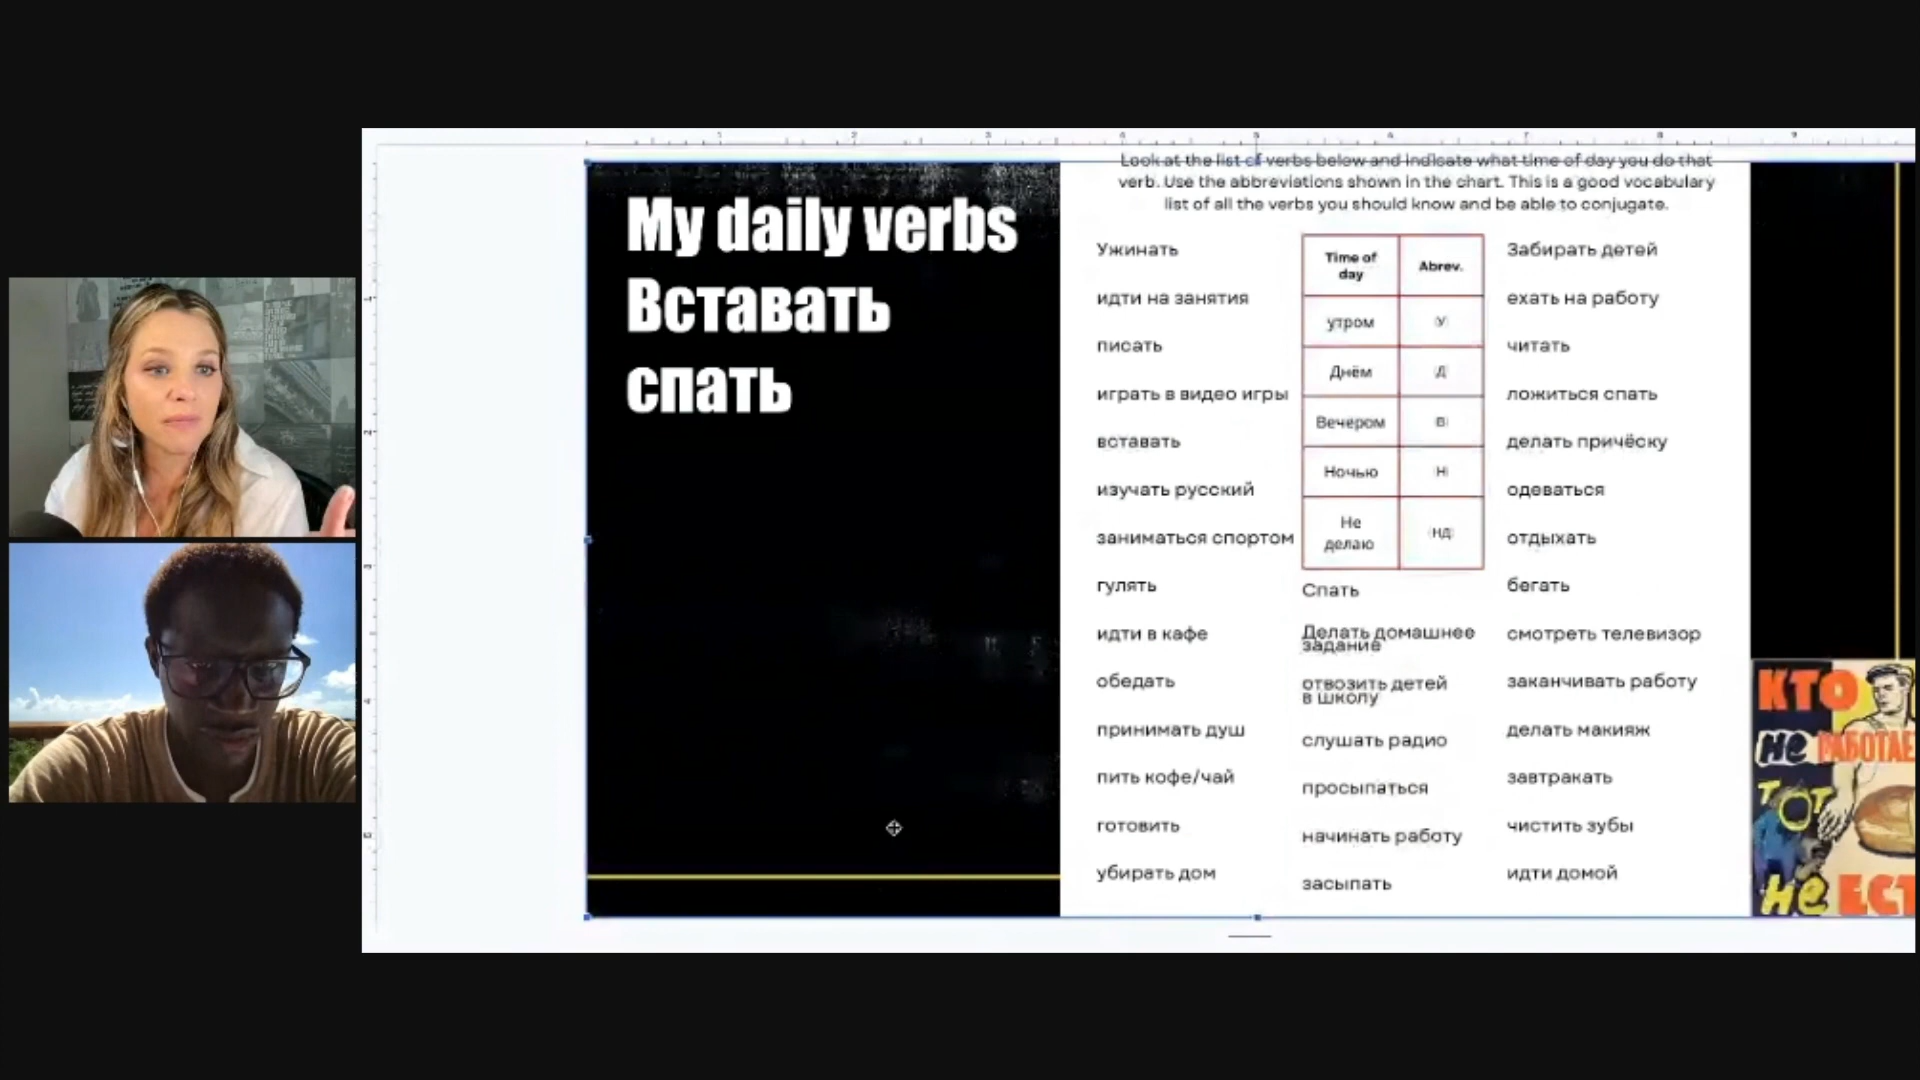 My daily verbs
Вставать
спать
Look at the list of verbs below and indicate what time of day you do that
verb. Use the abbreviations shown in the chart. This is a good vocabulary
list of all the verbs you should know and be able to conjugate.
Ужинать
идти на занятия
писать
играть в видео игры
вставать
изучать русский
заниматься спортом
гулять
идти в кафе
обедать
принимать душ
пить кофе/чай
готовить
убирать дом
Time of
day
Abrev.
утром
(У)
Днём
(Д)
Вечером
(В)
Ночью
(Н)
Не
делаю
(НД)
Спать
Делать домашнее
задание
отвозить детей
в школу
слушать радио
просыпаться
начинать работу
засыпать
Забирать детей
ехать на работу
читать
ложиться спать
делать причёску
одеваться
отдыхать
бегать
смотреть телевизор
заканчивать работу
делать макияж
завтракать
чистить зубы
идти домой
КТО
не РАБОТАЕ
ТОТ
не ЕСТ